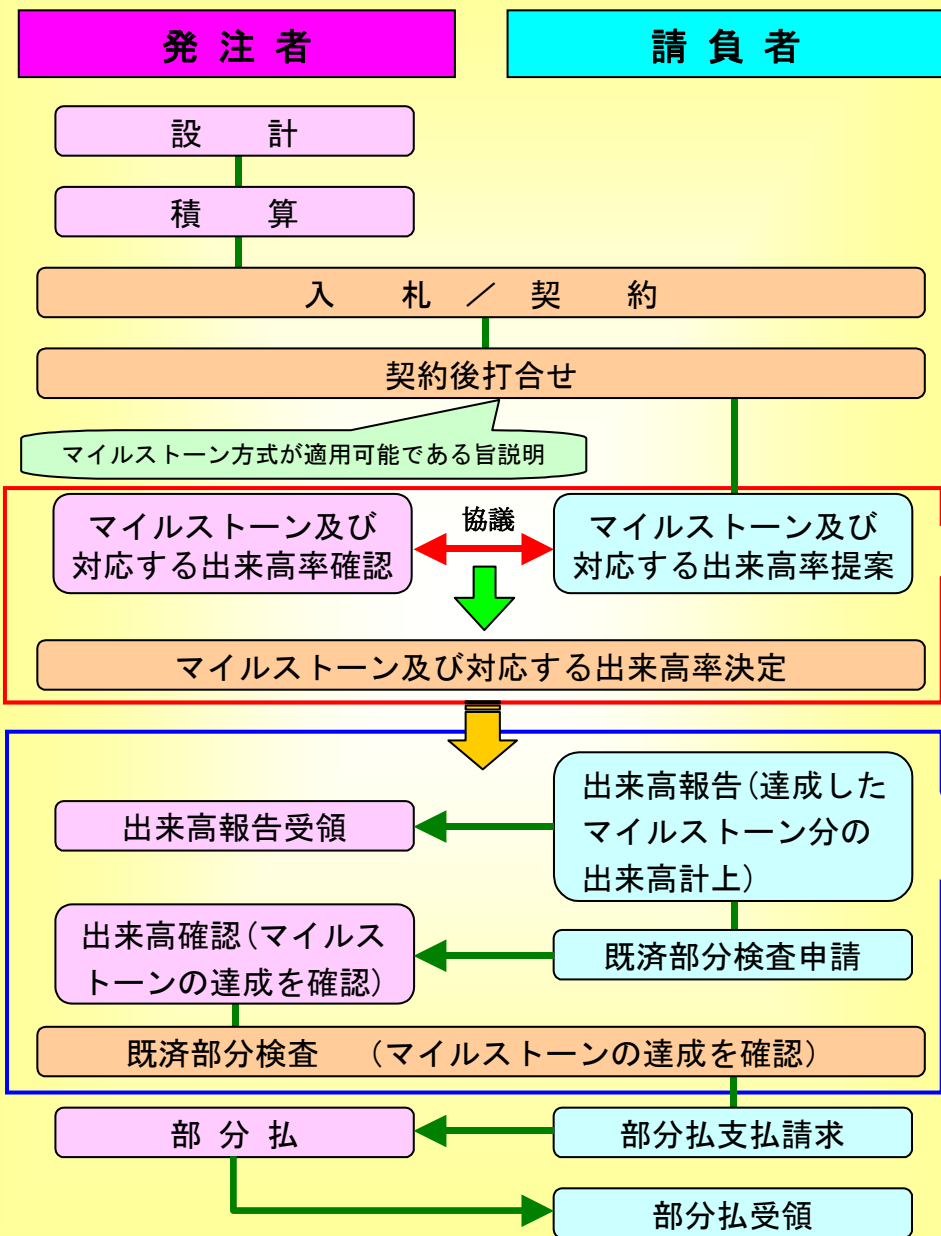 発 注 者
請 負 者
設　　計
積　　算
入　　札　／　契　　約
契約後打合せ
マイルストーン方式が適用可能である旨説明
マイルストーン及び
対応する出来高率確認
協議
マイルストーン及び
対応する出来高率提案
マイルストーン及び対応する出来高率決定
出来高報告（達成した
マイルストーン分の
出来高計上）
出来高報告受領
出来高確認（マイルス
トーンの達成を確認）
既済部分検査申請
既済部分検査　（マイルストーンの達成を確認）
部 分 払
部分払支払請求
部分払受領